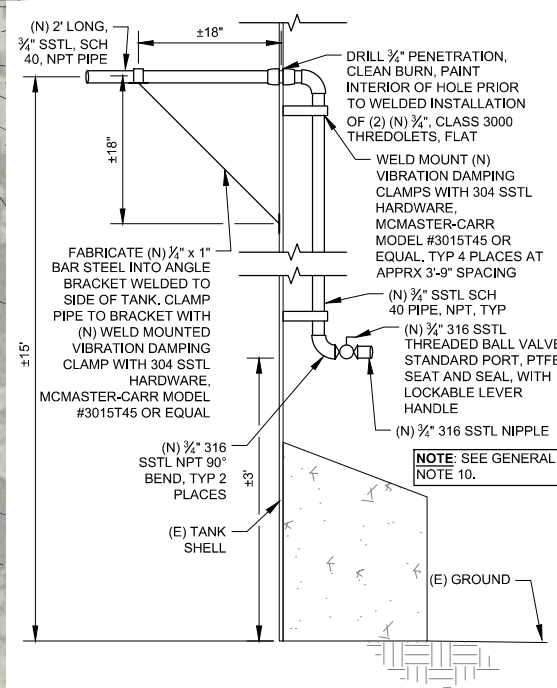 (N) 2' LONG,
¾" SSTL, SCH
40, NPT PIPE
±18"
DRILL ¾" PENETRATION,
CLEAN BURN, PAINT
INTERIOR OF HOLE PRIOR
TO WELDED INSTALLATION
OF (2) (N) ¾", CLASS 3000
THREDOLETS, FLAT
±18"
WELD MOUNT (N)
VIBRATION DAMPING
CLAMPS WITH 304 SSTL
HARDWARE,
MCMASTER-CARR
MODEL #3015T45 OR
EQUAL. TYP 4 PLACES AT
APPRX 3'-9" SPACING
FABRICATE (N) ¼" x 1"
BAR STEEL INTO ANGLE
BRACKET WELDED TO
SIDE OF TANK. CLAMP
PIPE TO BRACKET WITH
(N) WELD MOUNTED
VIBRATION DAMPING
CLAMP WITH 304 SSTL
HARDWARE,
MCMASTER-CARR MODEL
#3015T45 OR EQUAL
±15'
(N) ¾" SSTL SCH
40 PIPE, NPT, TYP
(N) ¾" 316 SSTL
THREADED BALL VALVE
STANDARD PORT, PTFE
SEAT AND SEAL, WITH
LOCKABLE LEVER
HANDLE
(N) ¾" 316 SSTL NIPPLE
(N) ¾" 316
SSTL NPT 90°
BEND, TYP 2
PLACES
±3'
NOTE: SEE GENERAL
NOTE 10.
(E) TANK
SHELL
(E) GROUND